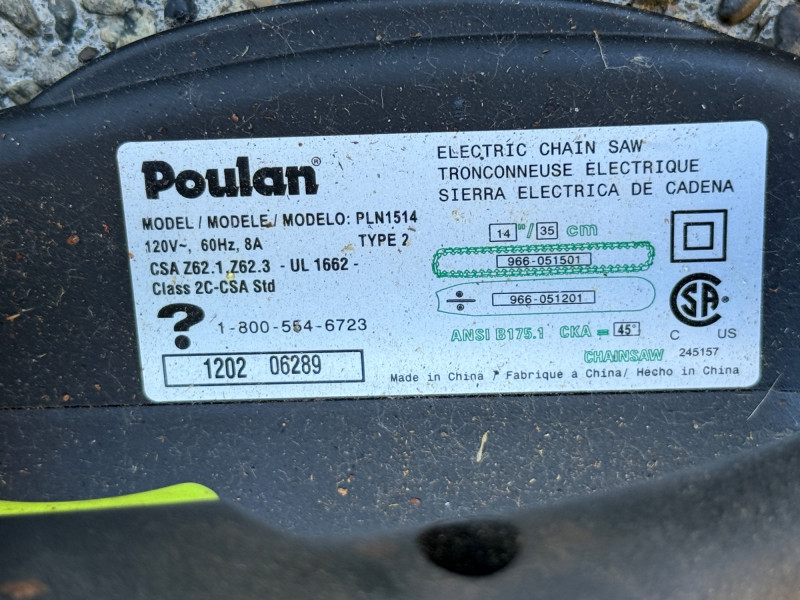 Poulan®
MODEL / MODELE / MODELO: PLN1514
120V~, 60Hz, 8A TYPE 2
CSA Z62.1, Z62.3 - UL 1662 -
Class 2C-CSA Std
? 1-800-554-6723
1202 06289
ELECTRIC CHAIN SAW
TRONCONNEUSE ELECTRIQUE
SIERRA ELECTRICA DE CADENA
14"/35 cm
966-051501
966-051201
ANSI B175.1 CKA = 45°
CHAINSAW
SA®
C US
245157
Made in China / Fabrique a China/ Hecho in China